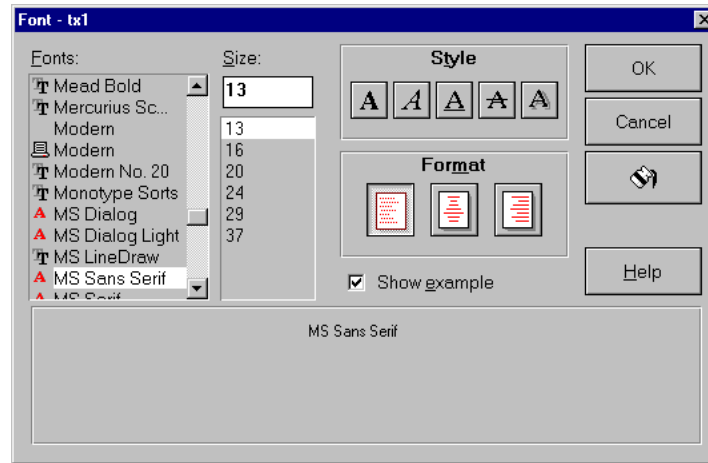 Font - tx1
Fonts:
Mead Bold
Mercurius Sc...
Modern
Modern
Modern No. 20
Monotype Sorts
MS Dialog
MS Dialog Light
MS LineDraw
MS Sans Serif
MS Serif
Size:
13
13
16
20
24
29
37
Style
A A A A A
Format
Show example
OK
Cancel
Help
MS Sans Serif